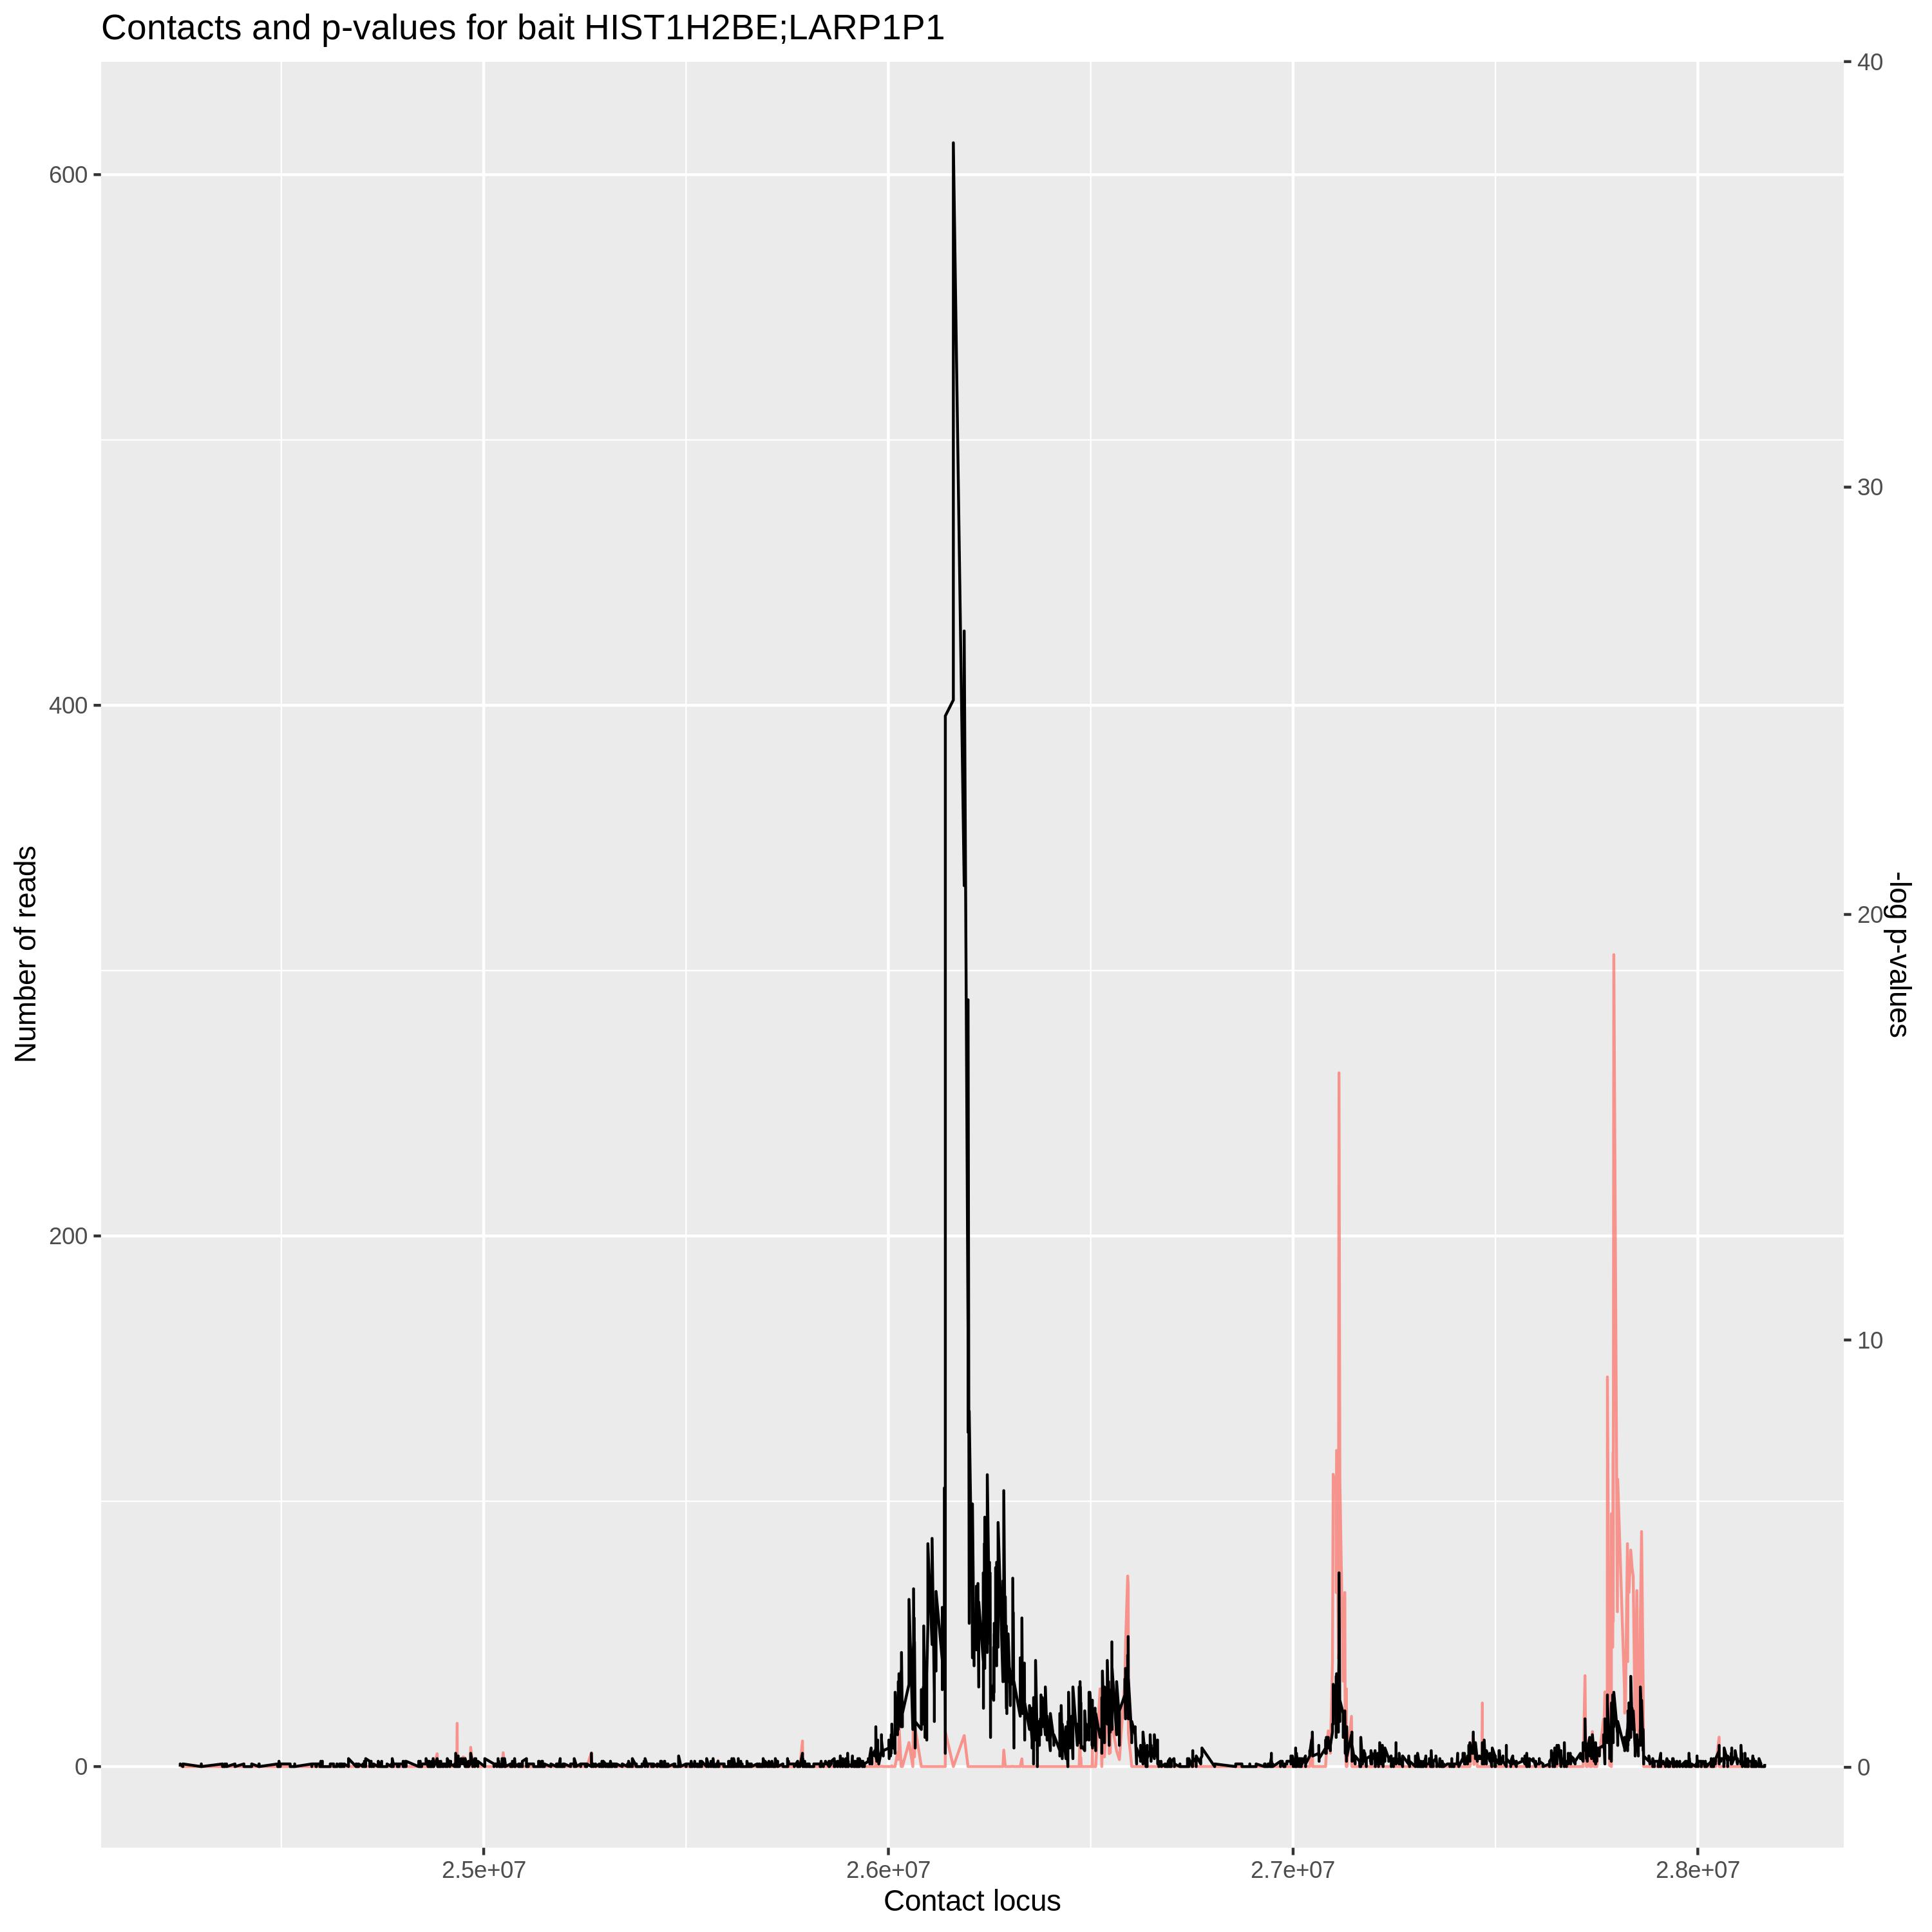 Contacts and p-values for bait HIST1H2BE;LARP1P1
Number of reads
600
400
200
0
40
30
20
10
0
-log p-values
2.5e+07
2.6e+07
2.7e+07
2.8e+07
Contact locus